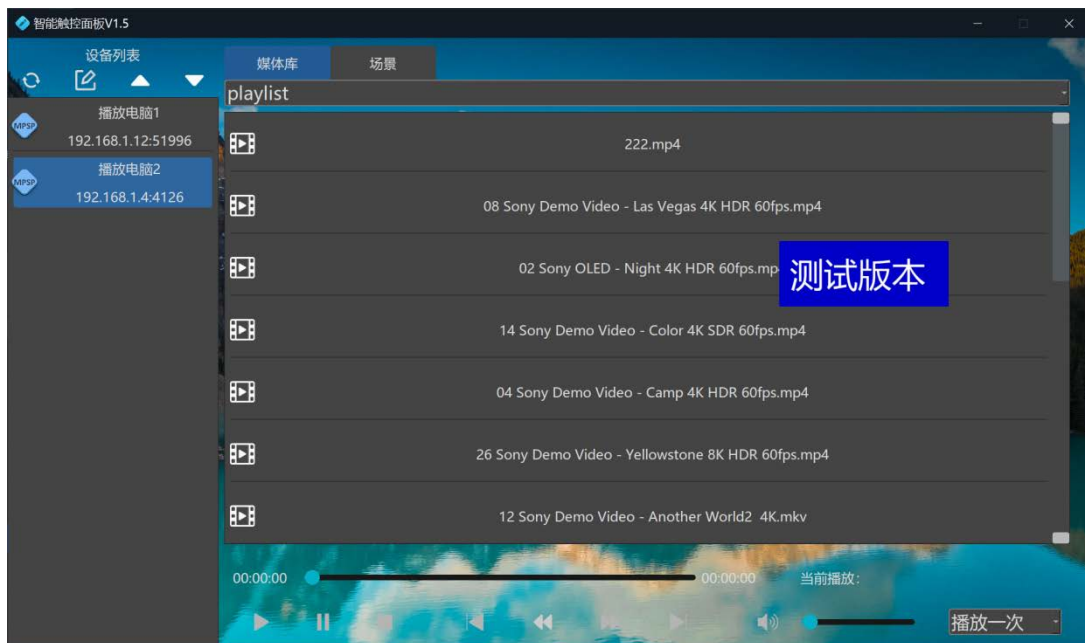 智能触控面板V1.5
设备列表
媒体库
场景
playlist
播放电脑1
MPSP
192.168.1.12:51996
播放电脑2
MPSP
192.168.1.4:4126
222.mp4
08 Sony Demo Video - Las Vegas 4K HDR 60fps.mp4
02 Sony OLED - Night 4K HDR 60fps.mp
测试版本
14 Sony Demo Video - Color 4K SDR 60fps.mp4
04 Sony Demo Video - Camp 4K HDR 60fps.mp4
26 Sony Demo Video - Yellowstone 8K HDR 60fps.mp4
12 Sony Demo Video - Another World2 4K.mkv
00:00:00
00:00:00
当前播放:
播放一次